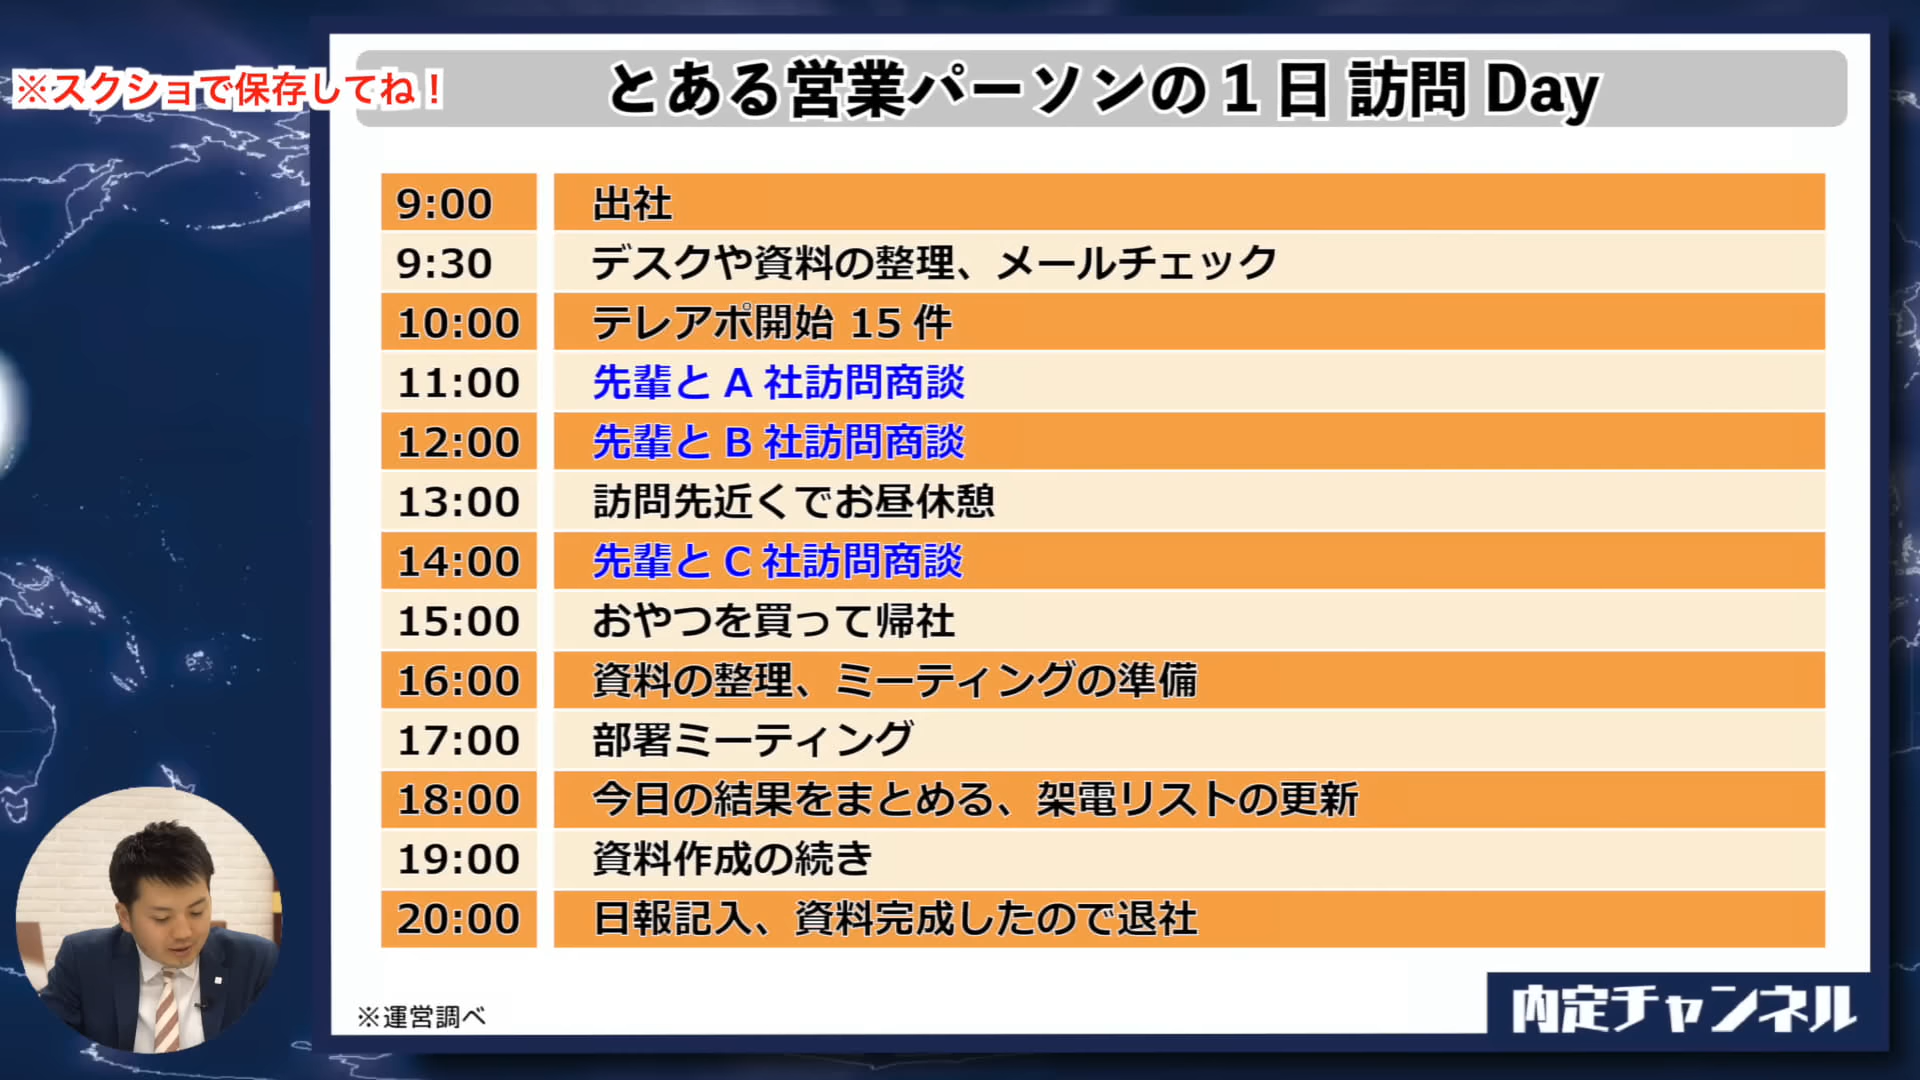 ※スクショで保存してね！
とある営業パーソンの１日 訪問 Day
9:00 出社
9:30 デスクや資料の整理、メールチェック
10:00 テレアポ開始 15 件
11:00 先輩と A 社訪問商談
12:00 先輩と B 社訪問商談
13:00 訪問先近くでお昼休憩
14:00 先輩と C 社訪問商談
15:00 おやつを買って帰社
16:00 資料の整理、ミーティングの準備
17:00 部署ミーティング
18:00 今日の結果をまとめる、架電リストの更新
19:00 資料作成の続き
20:00 日報記入、資料完成したので退社
※運営調べ
内定チャンネル